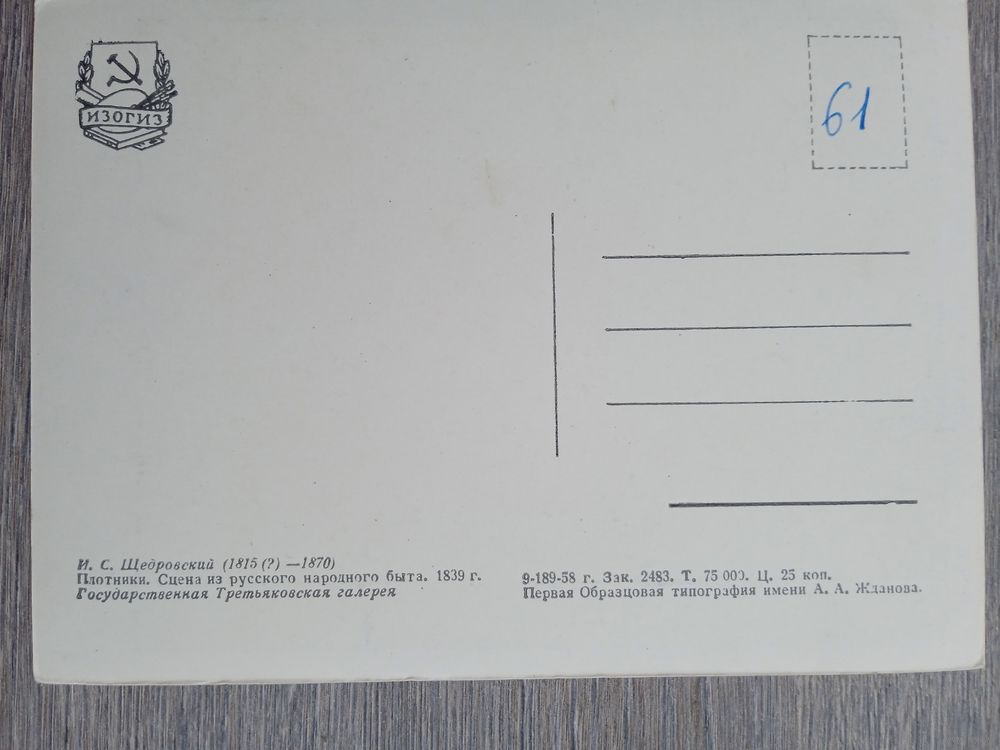 ИЗОГИЗ
61
И. С. Щедровский (1815 (?) —1870)
Плотники. Сцена из русского народного быта. 1839 г.
Государственная Третьяковская галерея
9-189-58 г. Зак. 2483. Т. 75 000. Ц. 25 коп.
Первая Образцовая типография имени А. А. Жданова.